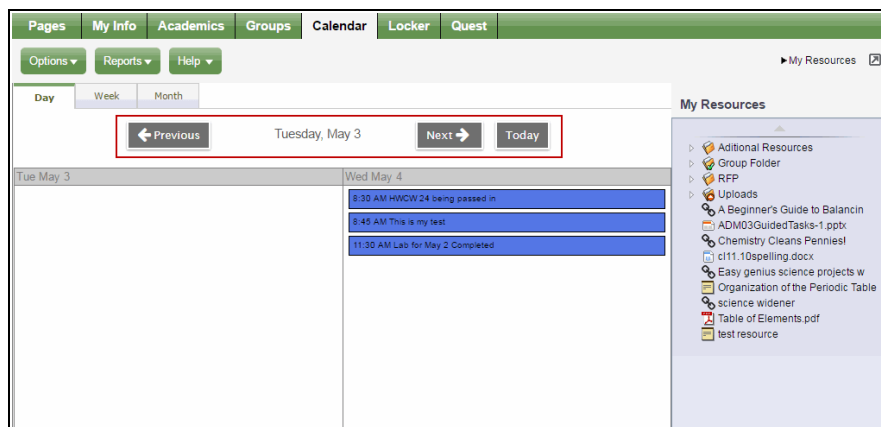 Pages My Info Academics Groups Calendar Locker Quest
Options Reports Help
My Resources
Day Week Month
Previous Tuesday, May 3 Next Today
Tue May 3 Wed May 4
8:30 AM HWCW 24 being passed in
8:45 AM This is my test
11:30 AM Lab for May 2 Completed
My Resources
Aditional Resources
Group Folder
RFP
Uploads
A Beginner's Guide to Balancin
ADM03GuidedTasks-1.pptx
Chemistry Cleans Pennies!
cl11.10spelling.docx
Easy genius science projects w
Organization of the Periodic Table
science widener
Table of Elements.pdf
test resource